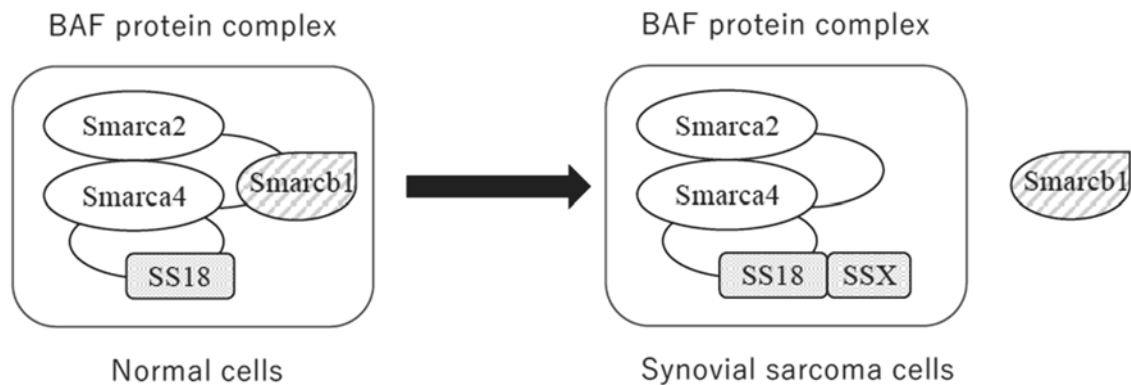 BAF protein complex
Smarca2
Smarca4
Smarcb1
SS18
Normal cells
BAF protein complex
Smarca2
Smarca4
Smarcb1
SS18 SSX
Synovial sarcoma cells